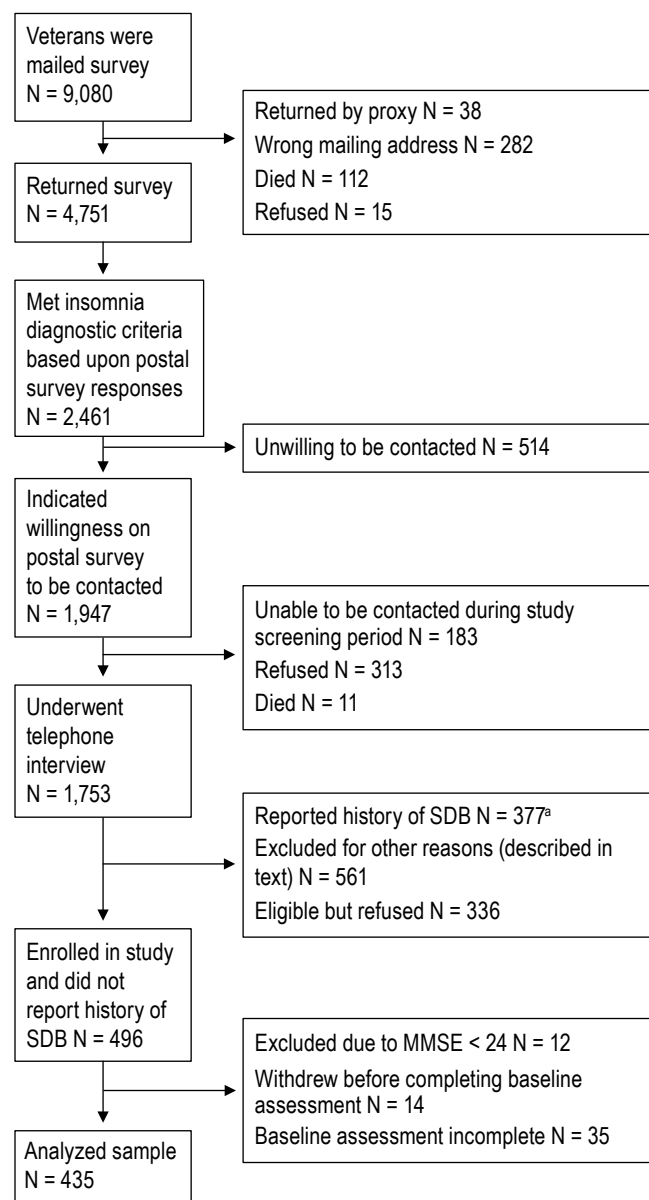 Veterans were
mailed survey
N = 9,080
Returned by proxy N = 38
Wrong mailing address N = 282
Died N = 112
Refused N = 15
Returned survey
N = 4,751
Met insomnia
diagnostic criteria
based upon postal
survey responses
N = 2,461
Unwilling to be contacted N = 514
Indicated
willingness on
postal survey
to be contacted
N = 1,947
Unable to be contacted during study
screening period N = 183
Refused N = 313
Died N = 11
Underwent
telephone
interview
N = 1,753
Reported history of SDB N = 377ᵃ
Excluded for other reasons (described in
text) N = 561
Eligible but refused N = 336
Enrolled in study
and did not
report history of
SDB N = 496
Excluded due to MMSE < 24 N = 12
Withdrew before completing baseline
assessment N = 14
Baseline assessment incomplete N = 35
Analyzed sample
N = 435